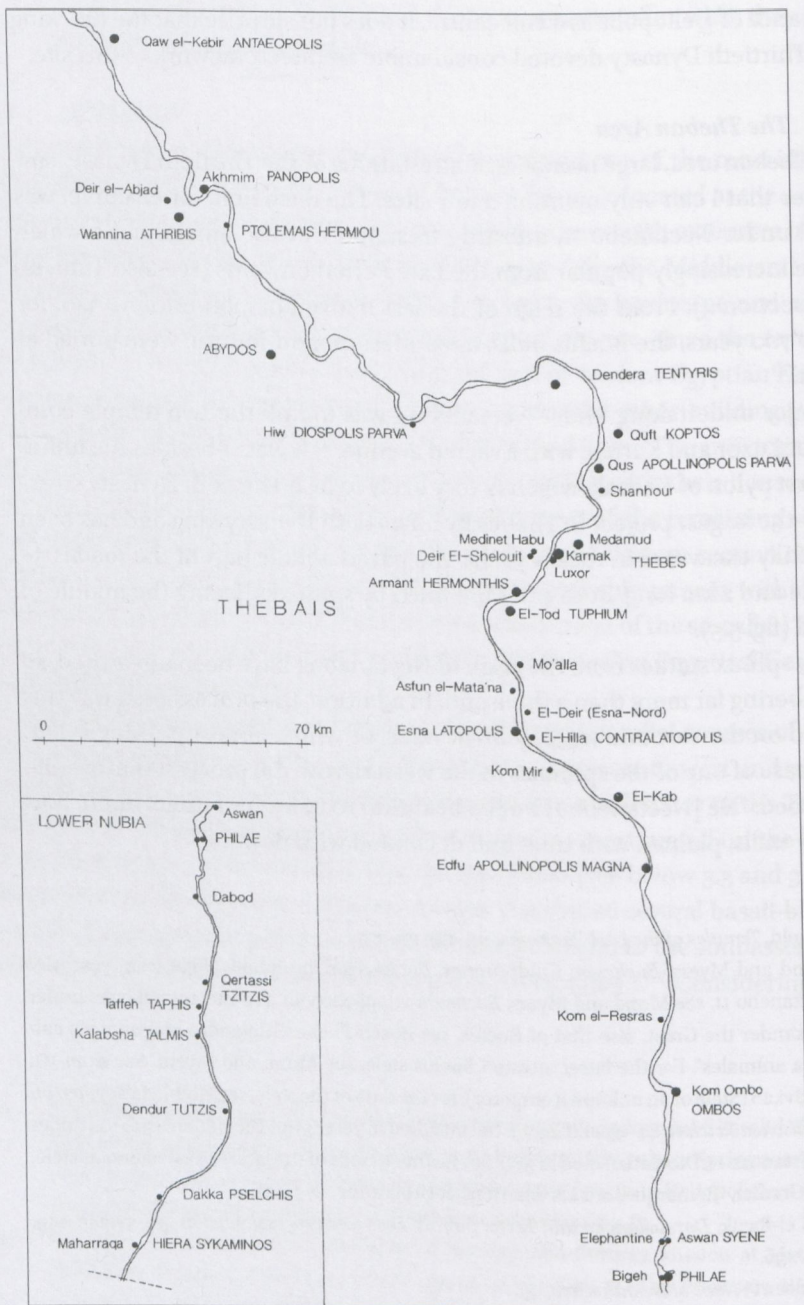 Qaw el-Kebir ANTAEOPOLIS
Akhmim PANOPOLIS
Deir el-Abjad
Wannina ATHRIBIS
PTOLEMAIS HERMIOU
ABYDOS
Dendera TENTYRIS
Hiw DIOSPOLIS PARVA
Quft KOPTOS
Qus APOLLINOPOLIS PARVA
Shanhour
Medinet Habu
Medamud
Deir El-Shelouit
Karnak
THEBES
Luxor
Armant HERMONTHIS
THEBAIS
El-Tod TUPHIUM
Mo'alla
Asfun el-Mata'na
El-Deir (Esna-Nord)
0 70 km
Esna LATOPOLIS
El-Hilla CONTRALATOPOLIS
Kom Mir
El-Kab
Edfu APOLLINOPOLIS MAGNA
Kom el-Resras
Kom Ombo
OMBOS
Elephantine
Aswan SYENE
Bigeh
PHILAE
LOWER NUBIA
Aswan
PHILAE
Dabod
Qertassi
TZITZIS
Taffeh TAPHIS
Kalabsha TALMIS
Dendur TUTZIS
Dakka PSELCHIS
Maharraqa
HIERA SYKAMINOS